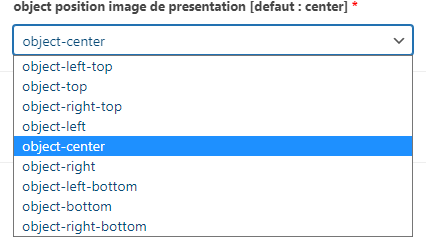 object position image de presentation [defaut : center] *
object-center
object-left-top
object-top
object-right-top
object-left
object-center
object-right
object-left-bottom
object-bottom
object-right-bottom